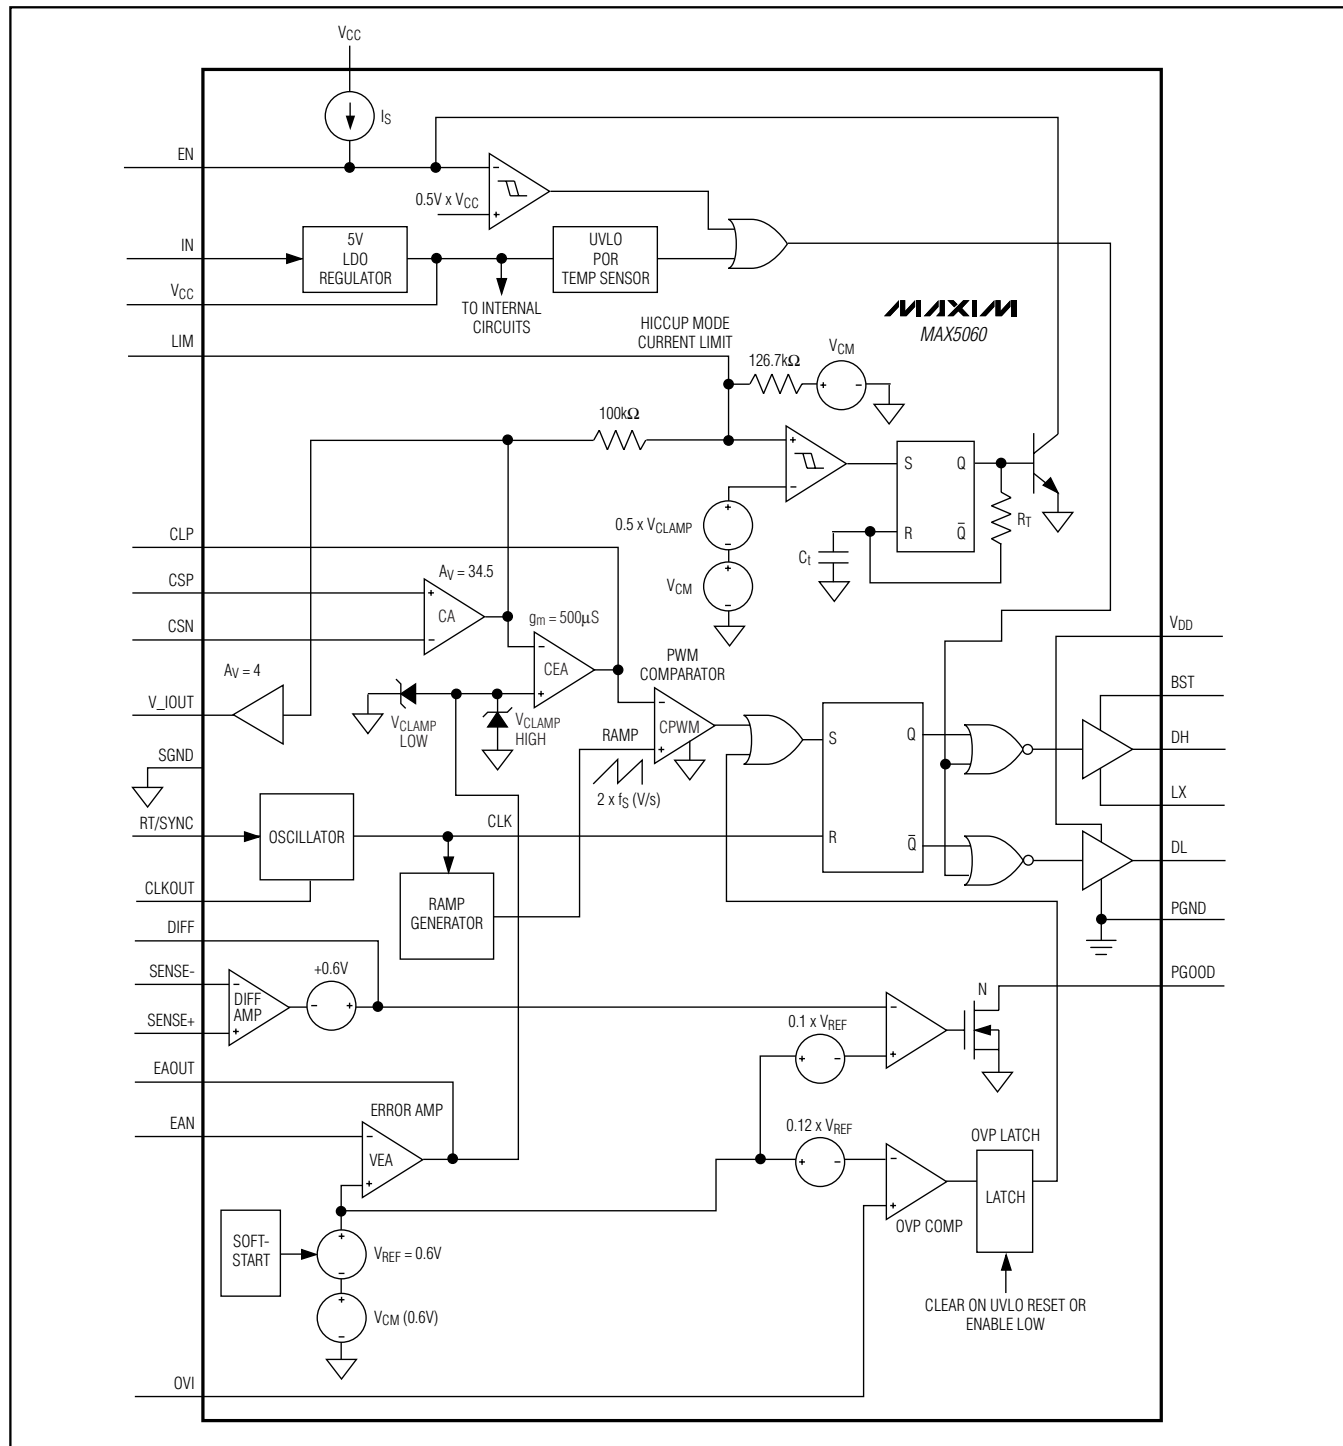 VCC
IS
EN
0.5V x VCC
IN
5V
LDO
REGULATOR
UVLO
POR
TEMP SENSOR
VCC
TO INTERNAL
CIRCUITS
MAXIM
MAX5060
LIM
HICCUP MODE
CURRENT LIMIT
126.7kΩ
VCM
+
-
100kΩ
S
Q
R
Q̅
RT
Ct
0.5 x VCLAMP
VCM
CLP
CSP
AV = 34.5
CA
CSN
gm = 500µS
CEA
AV = 4
V_IOUT
VCLAMP
LOW
VCLAMP
HIGH
PWM
COMPARATOR
CPWM
RAMP
2 x fS (V/s)
S
Q
R
Q̅
VDD
BST
DH
LX
DL
PGND
SGND
RT/SYNC
OSCILLATOR
CLK
CLKOUT
RAMP
GENERATOR
DIFF
SENSE-
+0.6V
DIFF
AMP
SENSE+
N
PGOOD
0.1 x VREF
EAOUT
EAN
ERROR AMP
VEA
0.12 x VREF
OVP LATCH
LATCH
OVP COMP
SOFT-
START
VREF = 0.6V
VCM (0.6V)
CLEAR ON UVLO RESET OR
ENABLE LOW
OVI